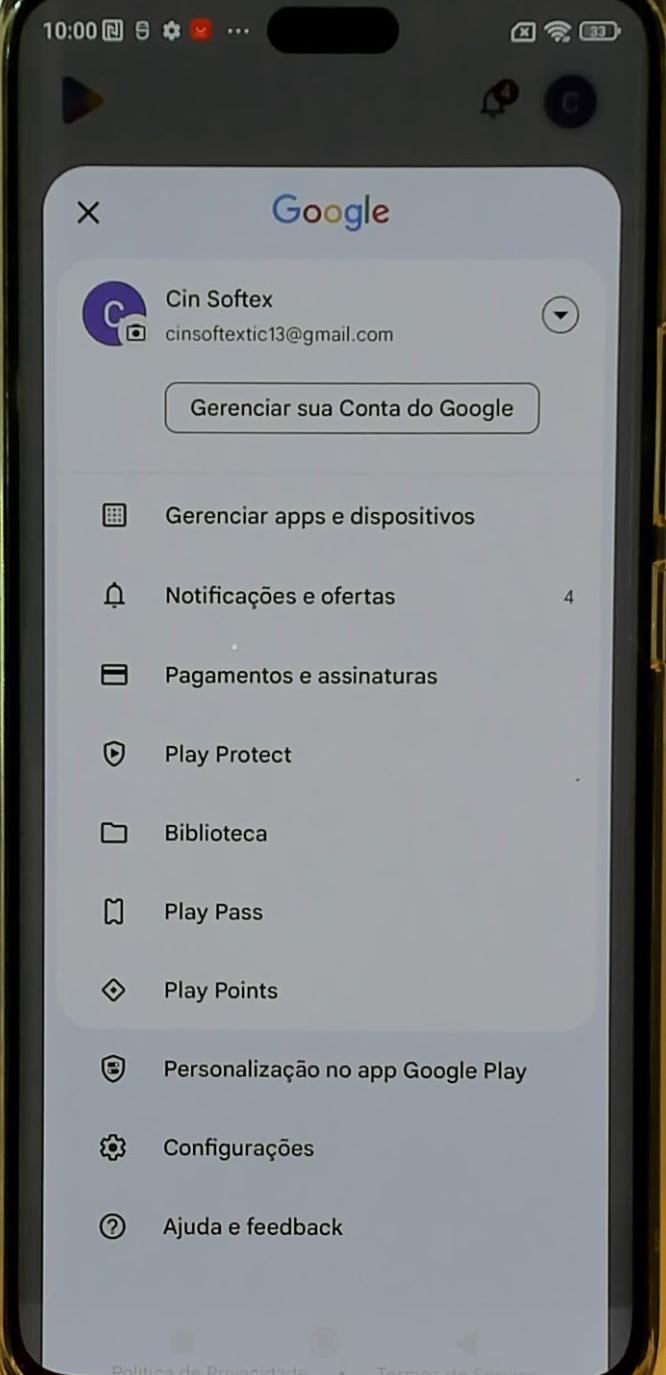 10:00
33
4
C
Google
C
Cin Softex
cinsoftextic13@gmail.com
Gerenciar sua Conta do Google
Gerenciar apps e dispositivos
Notificações e ofertas 4
Pagamentos e assinaturas
Play Protect
Biblioteca
Play Pass
Play Points
Personalização no app Google Play
Configurações
Ajuda e feedback
Política de Privacidade · Termos de Serviço